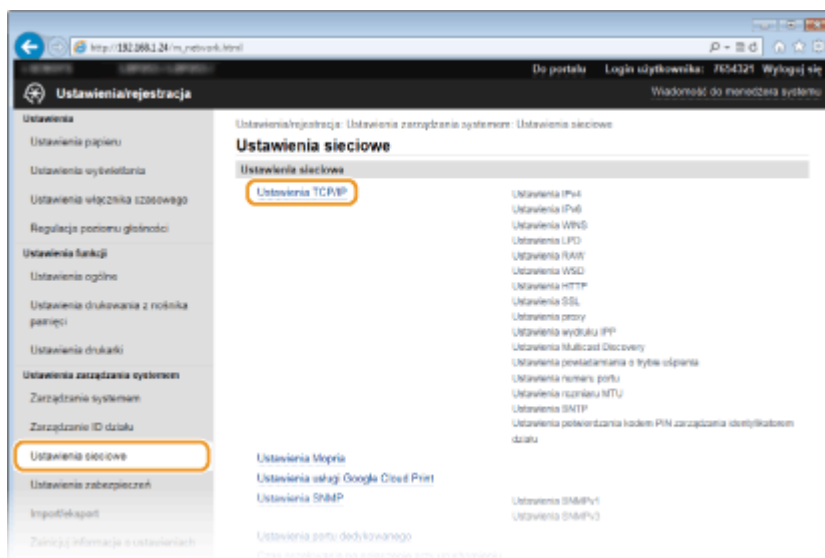 http://192.168.1.24/m_network.html
Do portalu Login użytkownika: 7654321 Wyloguj się
Ustawienia/rejestracja
Wiadomość do menedżera systemu
Ustawienia
Ustawienia papieru
Ustawienia wyświetlania
Ustawienia włącznika czasowego
Regulacja poziomu głośności
Ustawienia funkcji
Ustawienia ogólne
Ustawienia drukowania z nośnika
pamięci
Ustawienia drukarki
Ustawienia zarządzania systemem
Zarządzanie systemem
Zarządzanie ID działu
Ustawienia sieciowe
Ustawienia zabezpieczeń
Import/eksport
Zainicjuj informacje o ustawieniach
Ustawienia/rejestracja: Ustawienia zarządzania systemem: Ustawienia sieciowe
Ustawienia sieciowe
Ustawienia sieciowe
Ustawienia TCP/IP
Ustawienia IPv4
Ustawienia IPv6
Ustawienia WINS
Ustawienia LPD
Ustawienia RAW
Ustawienia WSD
Ustawienia HTTP
Ustawienia SSL
Ustawienia proxy
Ustawienia wydruku IPP
Ustawienia Multicast Discovery
Ustawienia powiadamiania o trybie uśpienia
Ustawienia numeru portu
Ustawienia rozmiaru MTU
Ustawienia SNTP
Ustawienia potwierdzania kodem PIN zarządzania identyfikatorem
działu
Ustawienia Mopria
Ustawienia usługi Google Cloud Print
Ustawienia SNMP
Ustawienia SNMPv1
Ustawienia SNMPv3
Ustawienia portu dedykowanego